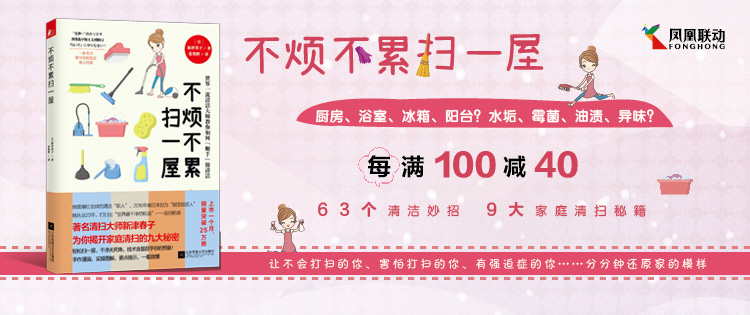 不烦不累扫一屋
凤凰联动
FONGHONG
厨房、浴室、冰箱、阳台？水垢、霉菌、油渍、异味？
每满100减40
63个清洁妙招 9大家庭清扫秘籍
让不会打扫的你、害怕打扫的你、有强迫症的你……分分钟还原家的模样
不烦不累扫一屋
不烦不累
扫一屋
上市一个月，
销量突破25万册
著名清扫大师新津春子
为你揭开家庭清扫的九大秘密